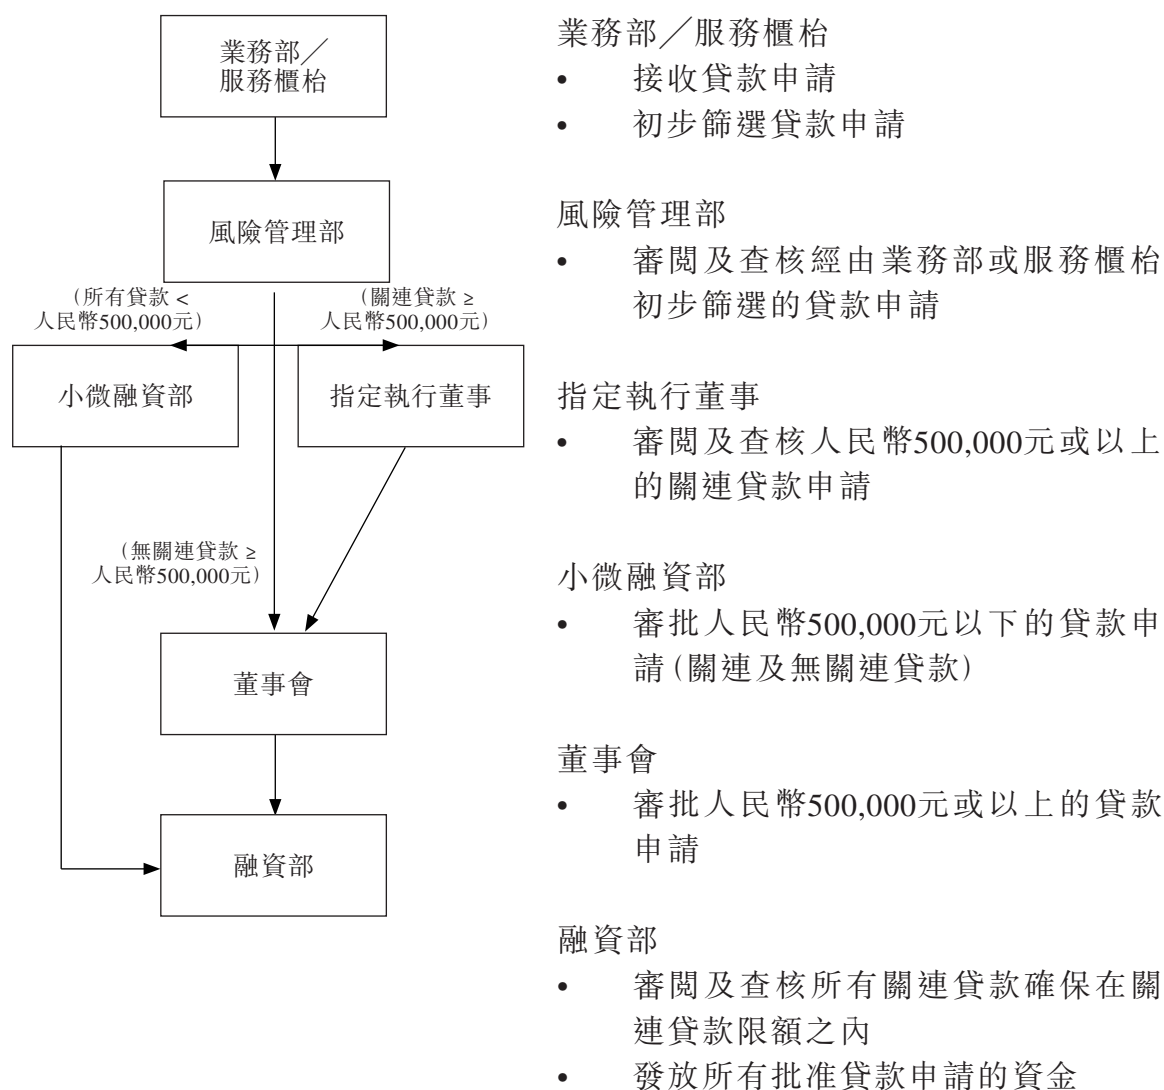 業務部╱
服務櫃枱
風險管理部
(所有貸款 <
人民幣500,000元)
(關連貸款 ≥
人民幣500,000元)
小微融資部
指定執行董事
(無關連貸款 ≥
人民幣500,000元)
董事會
融資部
業務部╱服務櫃枱
• 接收貸款申請
• 初步篩選貸款申請
風險管理部
• 審閱及查核經由業務部或服務櫃枱
初步篩選的貸款申請
指定執行董事
• 審閱及查核人民幣500,000元或以上
的關連貸款申請
小微融資部
• 審批人民幣500,000元以下的貸款申
請(關連及無關連貸款)
董事會
• 審批人民幣500,000元或以上的貸款
申請
融資部
• 審閱及查核所有關連貸款確保在關
連貸款限額之內
• 發放所有批准貸款申請的資金